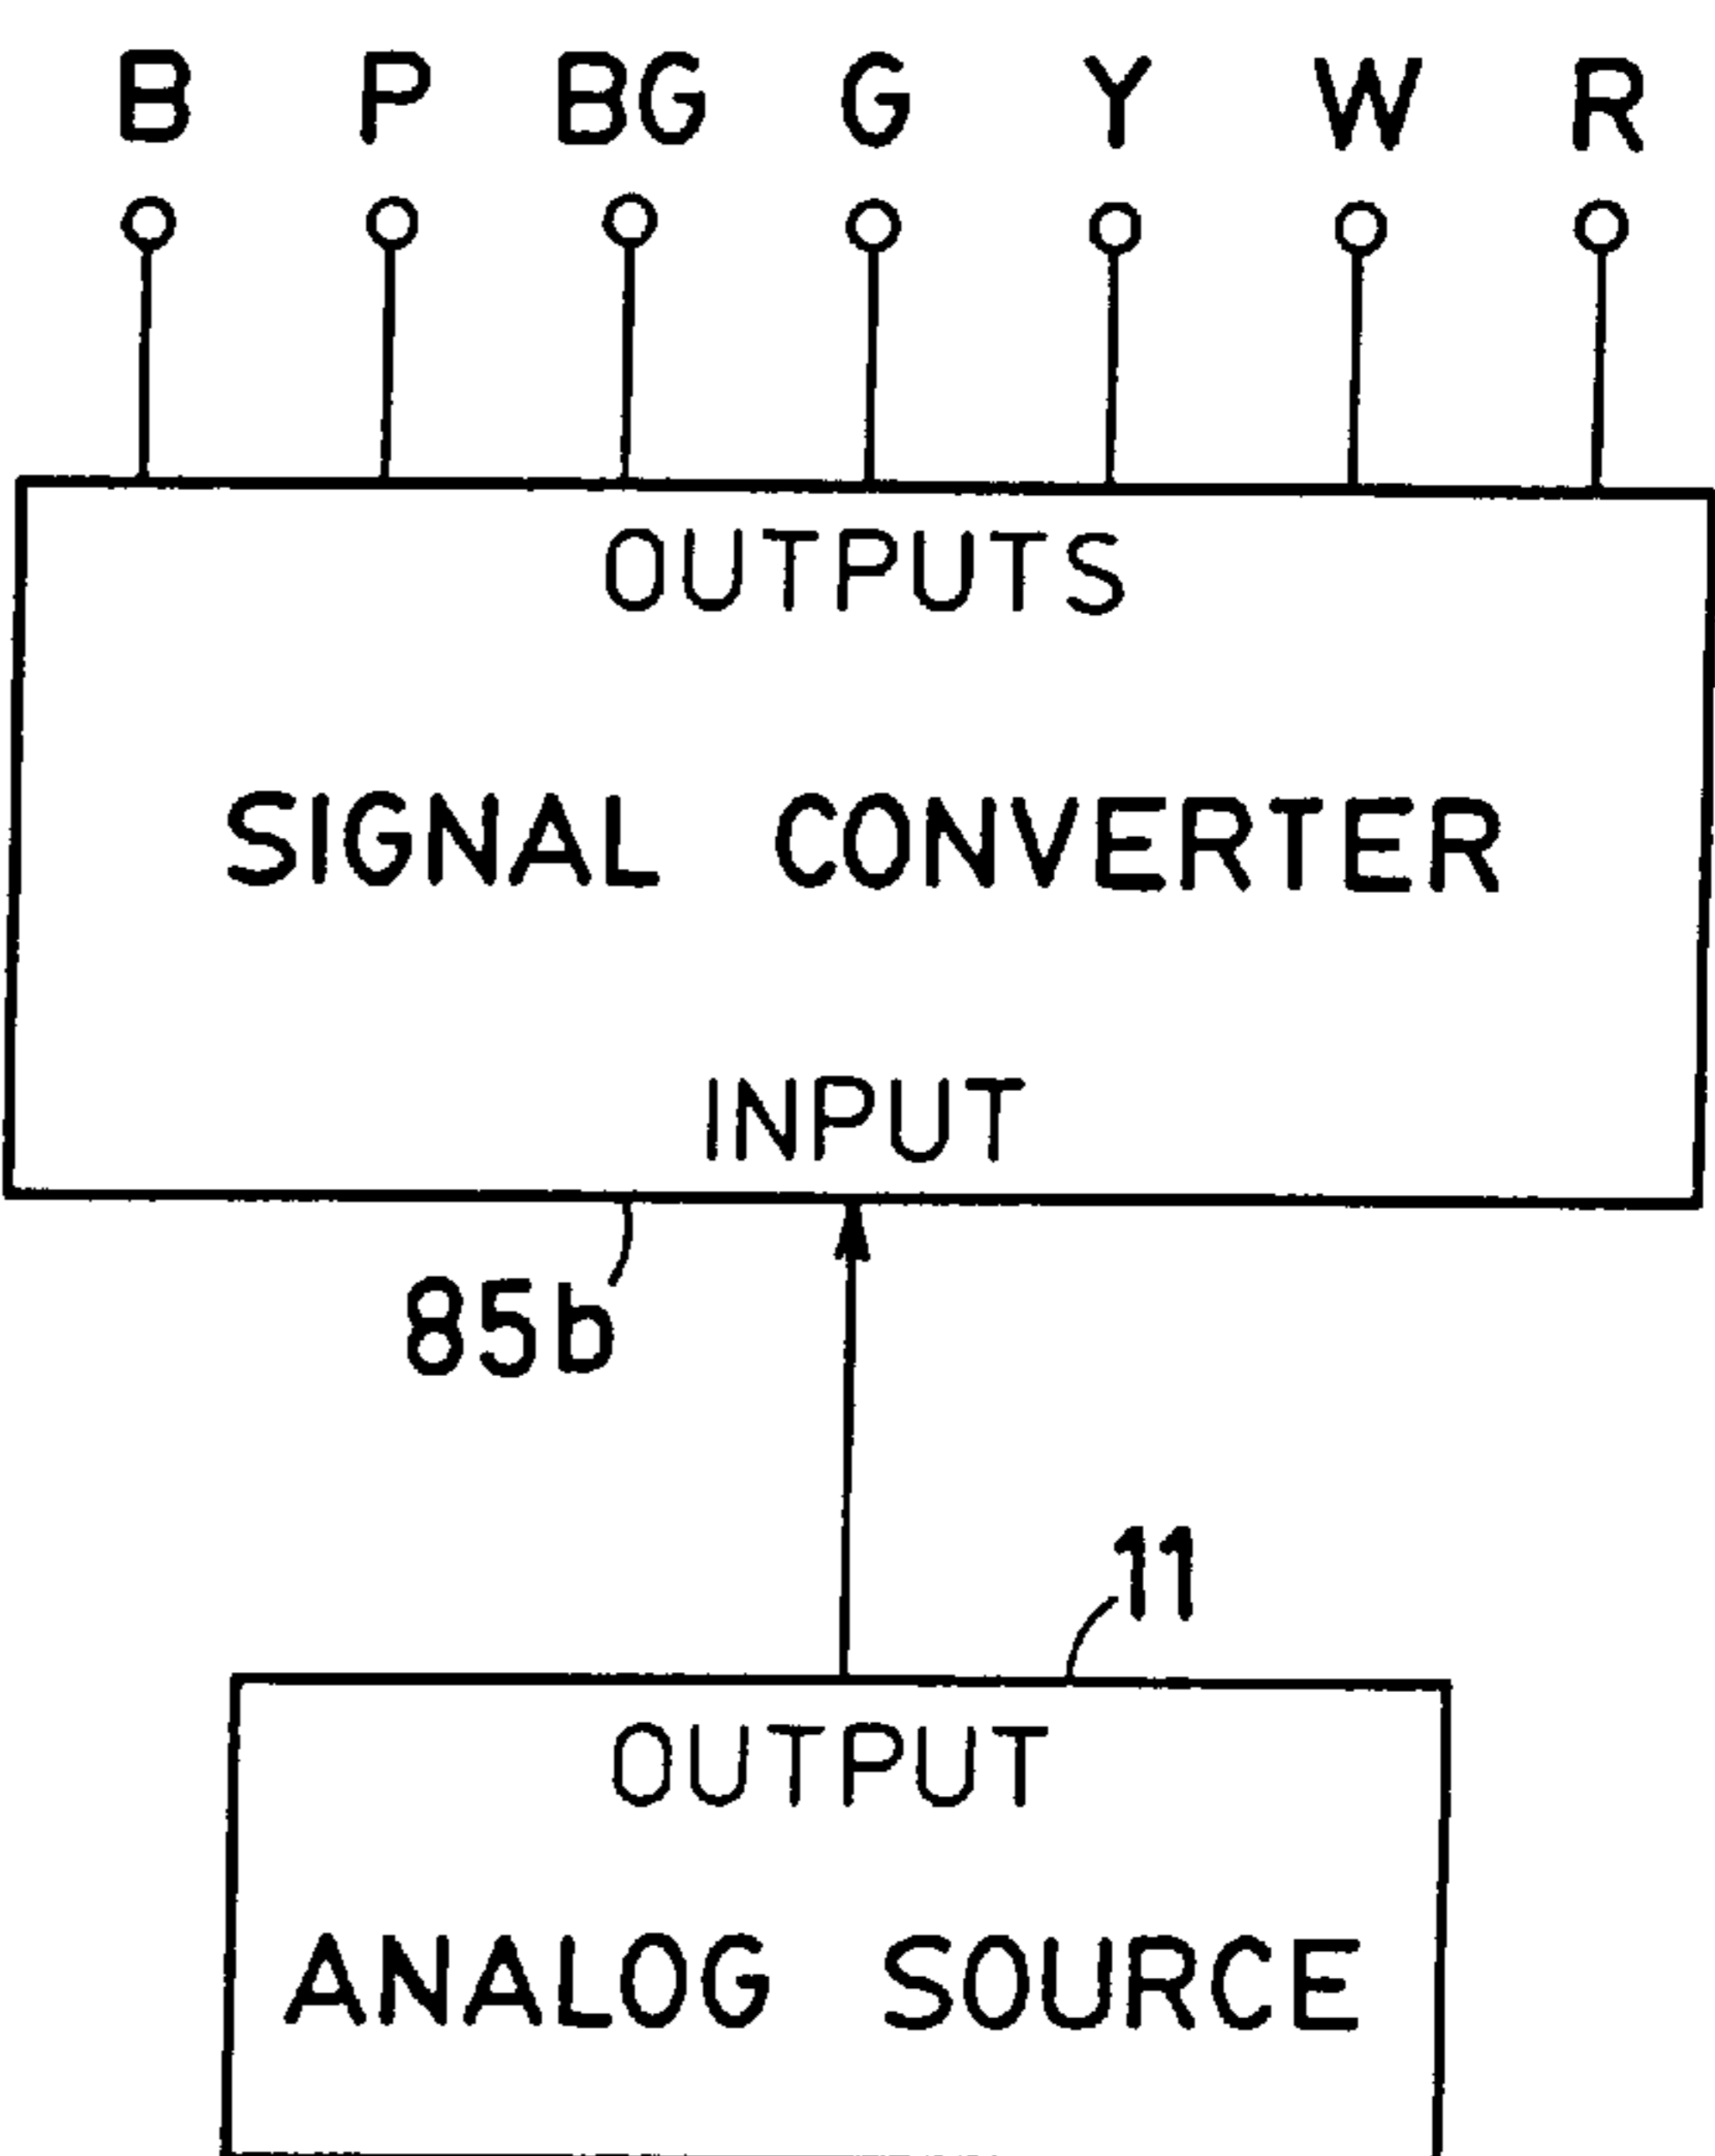 B P BG G Y W R
OUTPUTS
SIGNAL CONVERTER
INPUT
85b
11
OUTPUT
ANALOG SOURCE